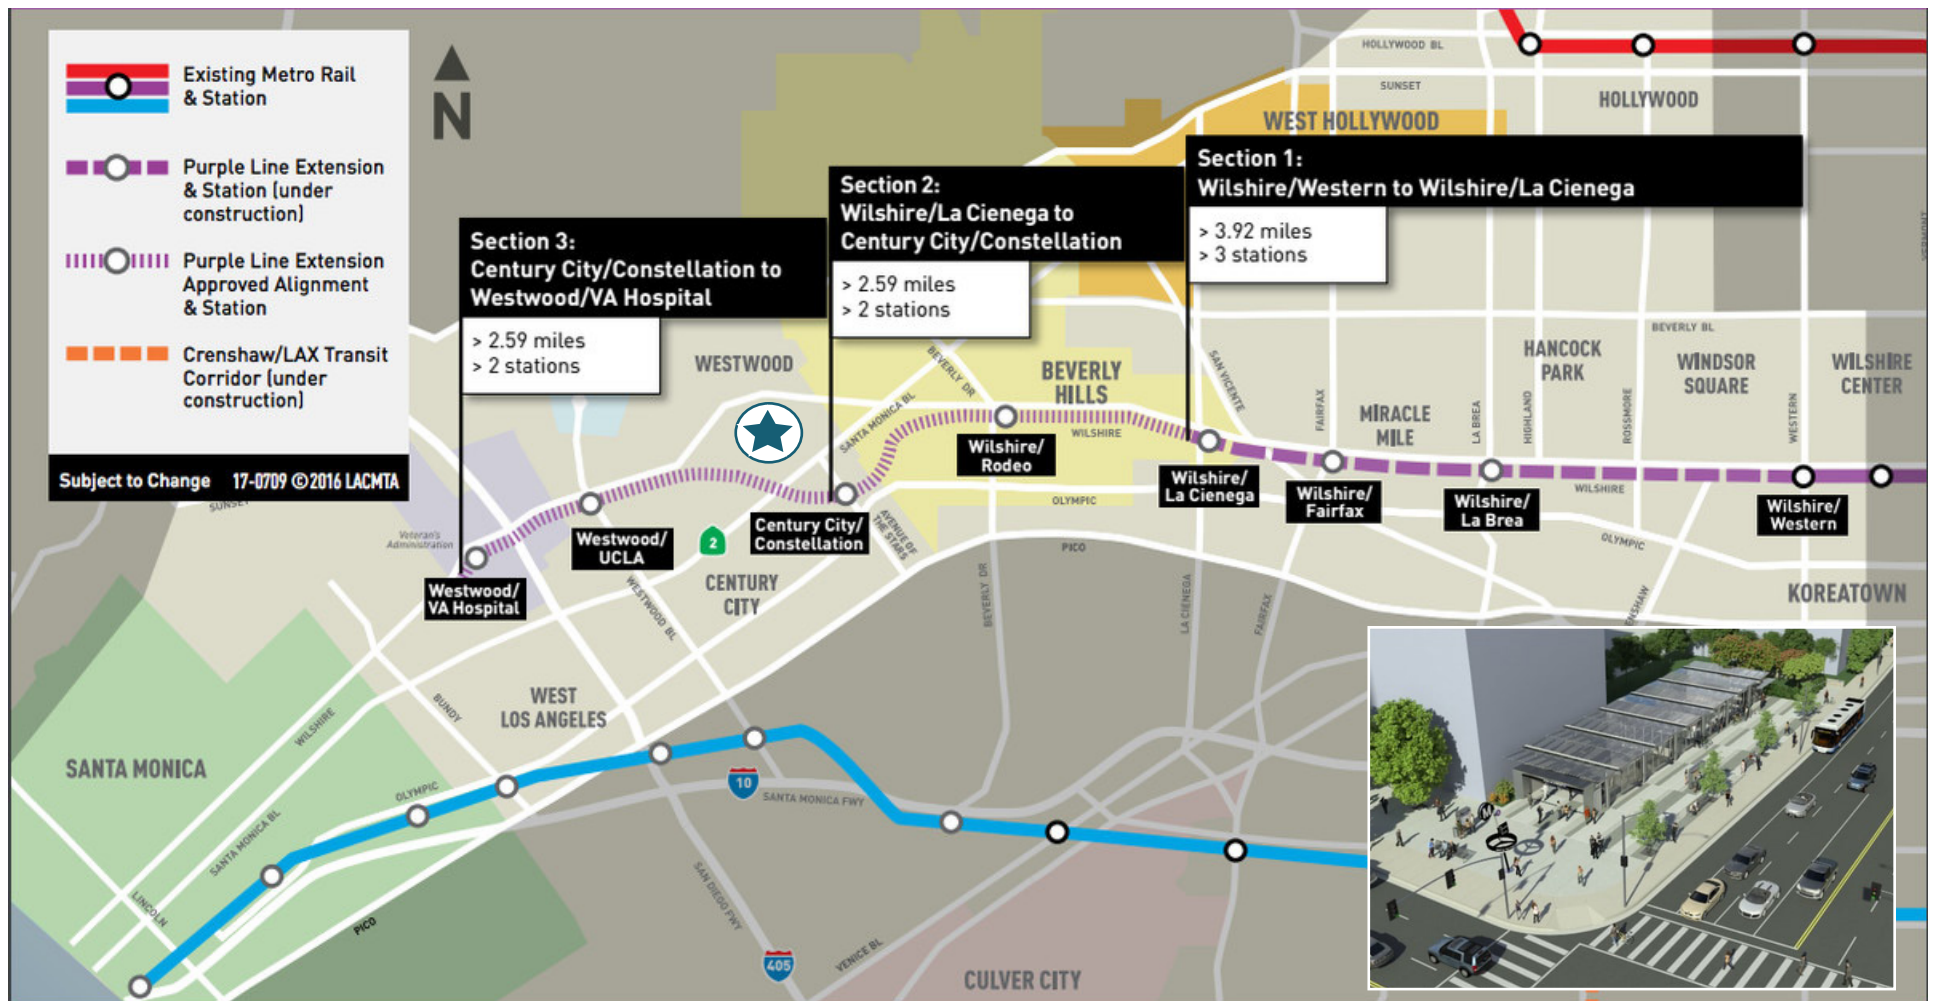 Existing Metro Rail
& Station
Purple Line Extension
& Station (under
construction)
Purple Line Extension
Approved Alignment
& Station
Crenshaw/LAX Transit
Corridor (under
construction)
Subject to Change 17-0709 ©2016 LACMTA
N
Section 3:
Century City/Constellation to
Westwood/VA Hospital
> 2.59 miles
> 2 stations
Section 2:
Wilshire/La Cienega to
Century City/Constellation
> 2.59 miles
> 2 stations
Section 1:
Wilshire/Western to Wilshire/La Cienega
> 3.92 miles
> 3 stations
HOLLYWOOD BL
SUNSET
HOLLYWOOD
WEST HOLLYWOOD
VERMONT
BEVERLY BL
WESTWOOD
BEVERLY DR
BEVERLY
HILLS
SAN VICENTE
HANCOCK
PARK
WINDSOR
SQUARE
WILSHIRE
CENTER
SANTA MONICA BL
WILSHIRE
FAIRFAX
MIRACLE
MILE
LA BREA
HIGHLAND
ROSSMORE
WESTERN
Wilshire/
Rodeo
Wilshire/
La Cienega
Wilshire/
Fairfax
Wilshire/
La Brea
WILSHIRE
Wilshire/
Western
SUNSET
OLYMPIC
Veteran's
Administration
Westwood/
UCLA
2
Century City/
Constellation
AVENUE OF
THE STARS
PICO
OLYMPIC
Westwood/
VA Hospital
WESTWOOD BL
CENTURY
CITY
BEVERLY DR
LA CIENEGA
FAIRFAX
ENSHAW
KOREATOWN
BUNDY
WEST
LOS ANGELES
WILSHIRE
SANTA MONICA
OLYMPIC
10
SANTA MONICA FWY
SANTA MONICA BL
LINCOLN
PICO
SAN DIEGO FWY
405
VENICE BL
CULVER CITY
M